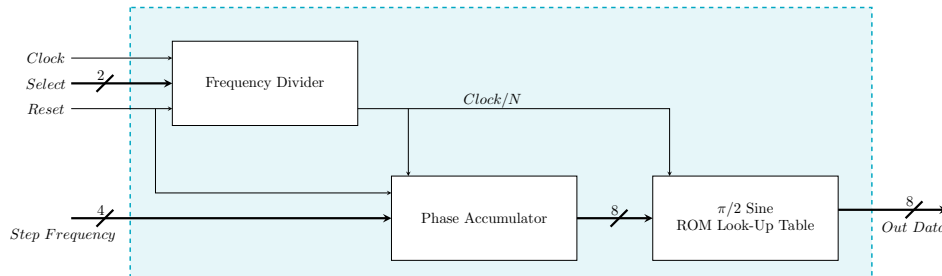 Clock
Select
2
Reset
Frequency Divider
Clock/N
4
Step Frequency
Phase Accumulator
8
π/2 Sine
ROM Look-Up Table
8
Out Data